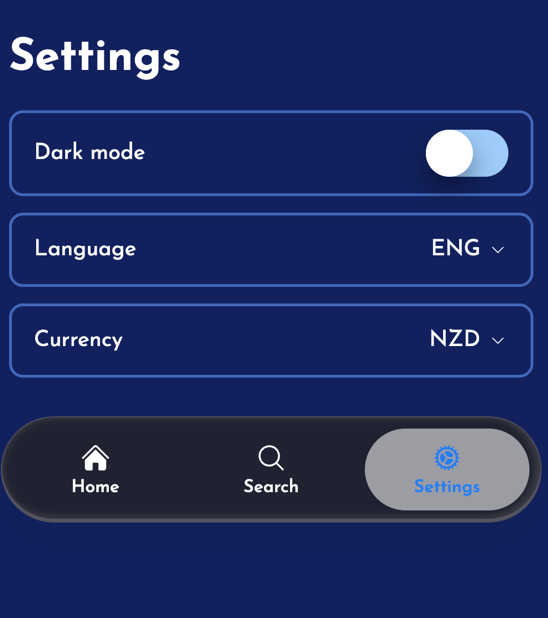 Settings
Dark mode
Language ENG
Currency NZD
Home Search Settings